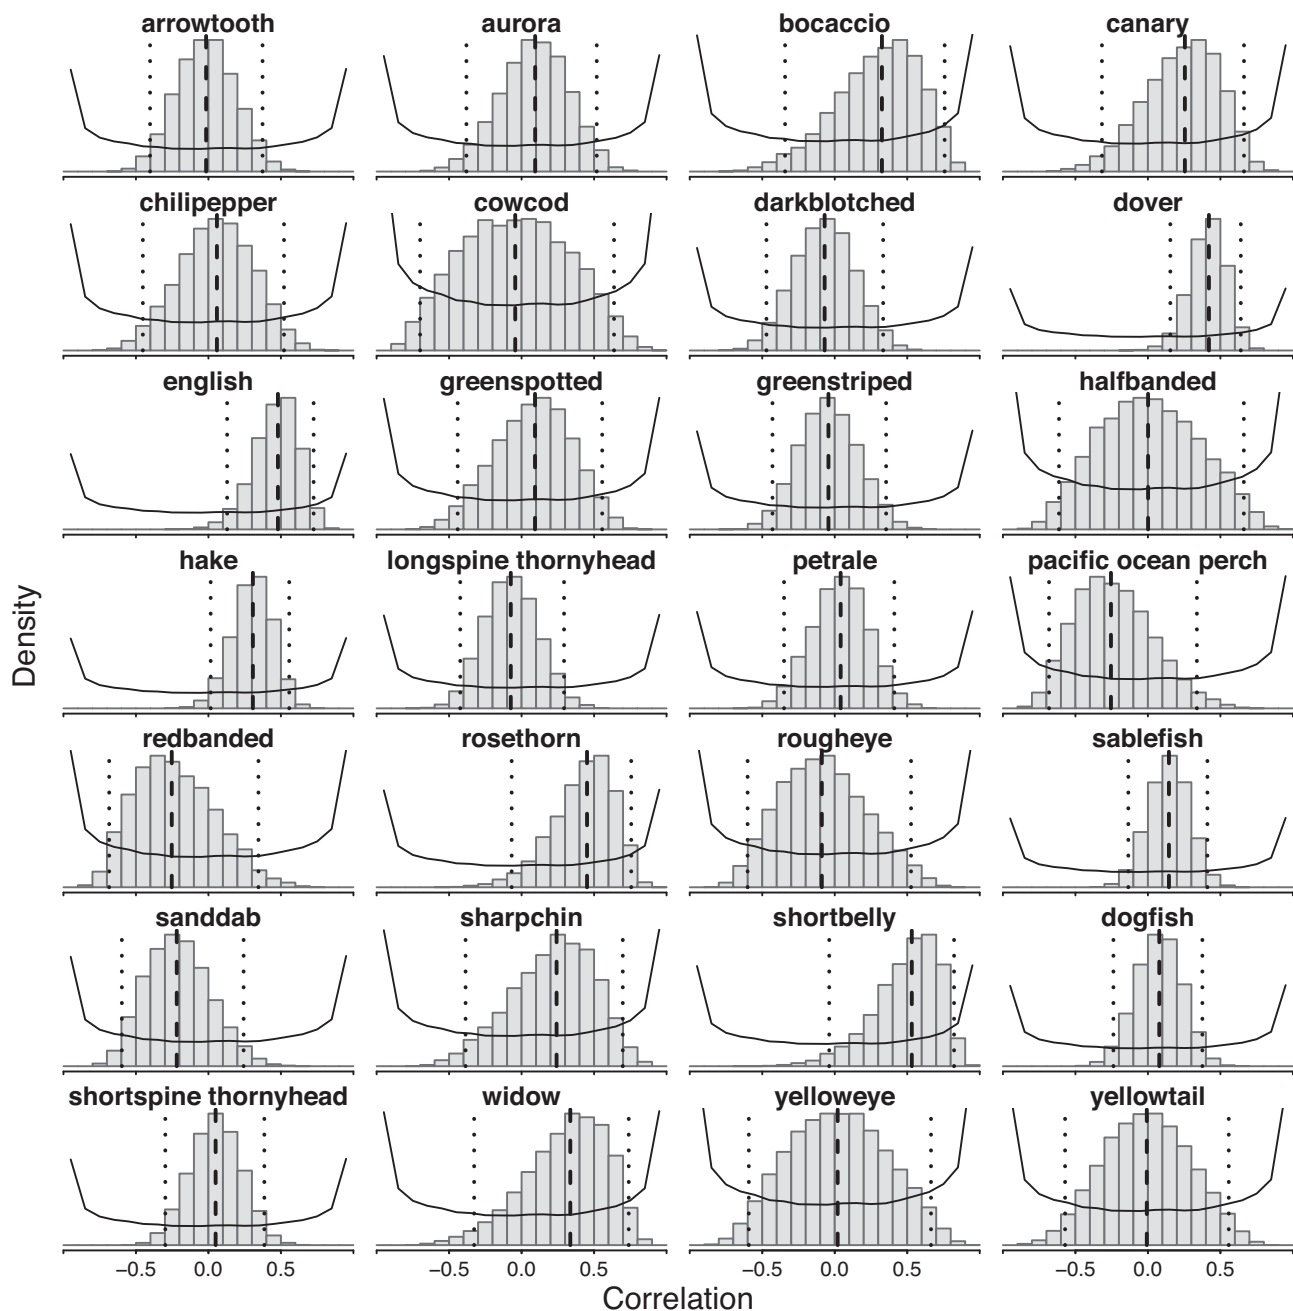 arrowtooth aurora bocaccio canary
chilipepper cowcod darkblotched dover
english greenspotted greenstriped halfbanded
hake longspine thornyhead petrale pacific ocean perch
Density
redbanded rosethorn rougheye sablefish
sanddab sharpchin shortbelly dogfish
shortspine thornyhead widow yelloweye yellowtail
−0.5 0.0 0.5 −0.5 0.0 0.5 −0.5 0.0 0.5 −0.5 0.0 0.5
Correlation